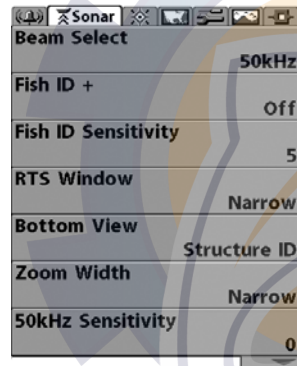 Sonar
Beam Select
50kHz
Fish ID +
Off
Fish ID Sensitivity
5
RTS Window
Narrow
Bottom View
Structure ID
Zoom Width
Narrow
50kHz Sensitivity
0